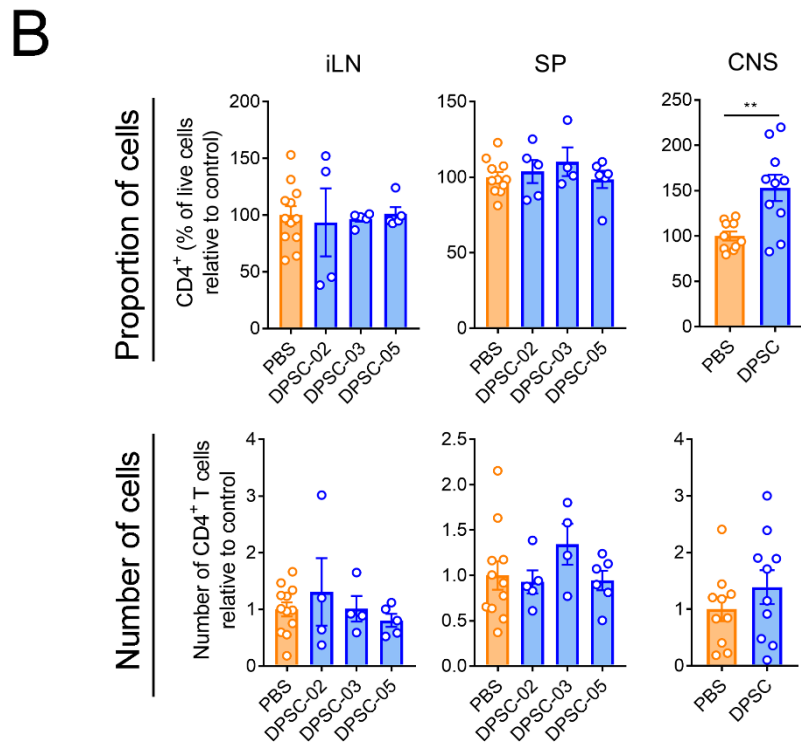 B
iLN
SP
CNS
Proportion of cells
CD4⁺ (% of live cells
relative to control)
200
150
100
50
0
PBS
DPSC-02
DPSC-03
DPSC-05
150
100
50
0
PBS
DPSC-02
DPSC-03
DPSC-05
**
250
200
150
100
50
0
PBS
DPSC
Number of cells
Number of CD4⁺ T cells
relative to control
4
3
2
1
0
PBS
DPSC-02
DPSC-03
DPSC-05
2.5
2.0
1.5
1.0
0.5
0.0
PBS
DPSC-02
DPSC-03
DPSC-05
4
3
2
1
0
PBS
DPSC